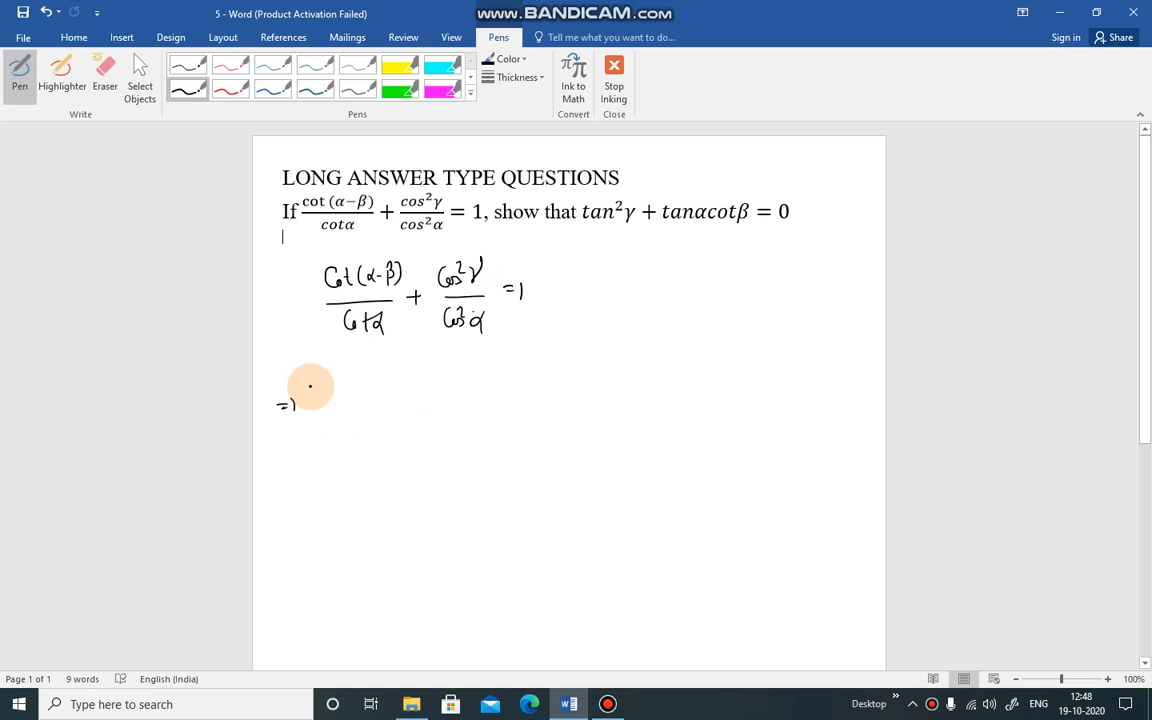 5 - Word (Product Activation Failed)
www.BANDICAM.com
File Home Insert Design Layout References Mailings Review View Pens Tell me what you want to do... Sign in Share
Pen Highlighter Eraser Select Objects Color Thickness Ink to Math Stop Inking
Write Pens Convert Close
LONG ANSWER TYPE QUESTIONS
If cot (α−β)/cotα + cos²γ/cos²α = 1, show that tan²γ + tanαcotβ = 0
Cot(α-β)/Cotα + Cos²γ/Cos²α =1
Page 1 of 1 9 words English (India) 100%
Type here to search Desktop ENG 12:48
19-10-2020